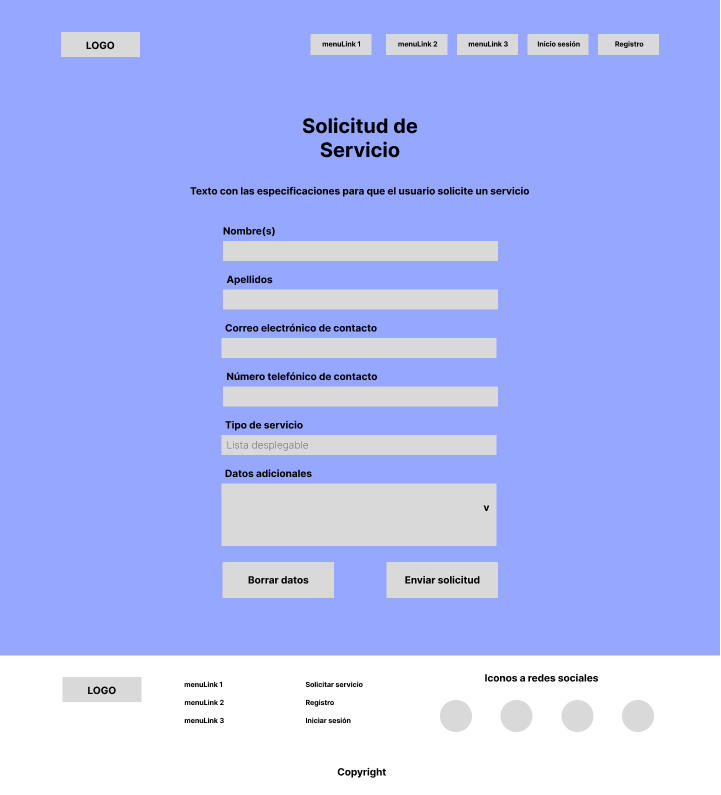 LOGO
menuLink 1
menuLink 2
menuLink 3
Inicio sesión
Registro
Solicitud de
Servicio
Texto con las especificaciones para que el usuario solicite un servicio
Nombre(s)
Apellidos
Correo electrónico de contacto
Número telefónico de contacto
Tipo de servicio
Lista desplegable
Datos adicionales
v
Borrar datos
Enviar solicitud
LOGO
menuLink 1
menuLink 2
menuLink 3
Solicitar servicio
Registro
Iniciar sesión
Iconos a redes sociales
Copyright